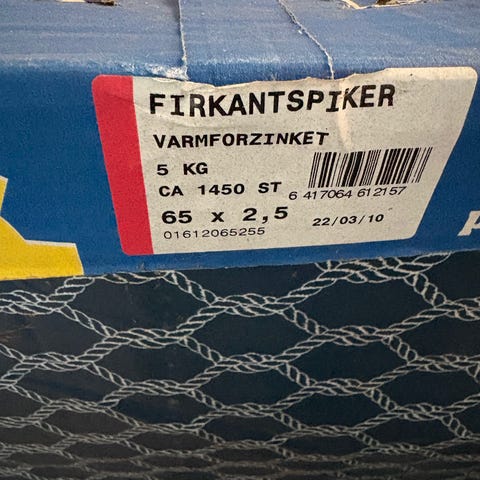 FIRKANTSPIKER
VARMFORZINKET
5 KG
CA 1450 ST
6 417064 612157
65 x 2,5
22/03/10
01612065255